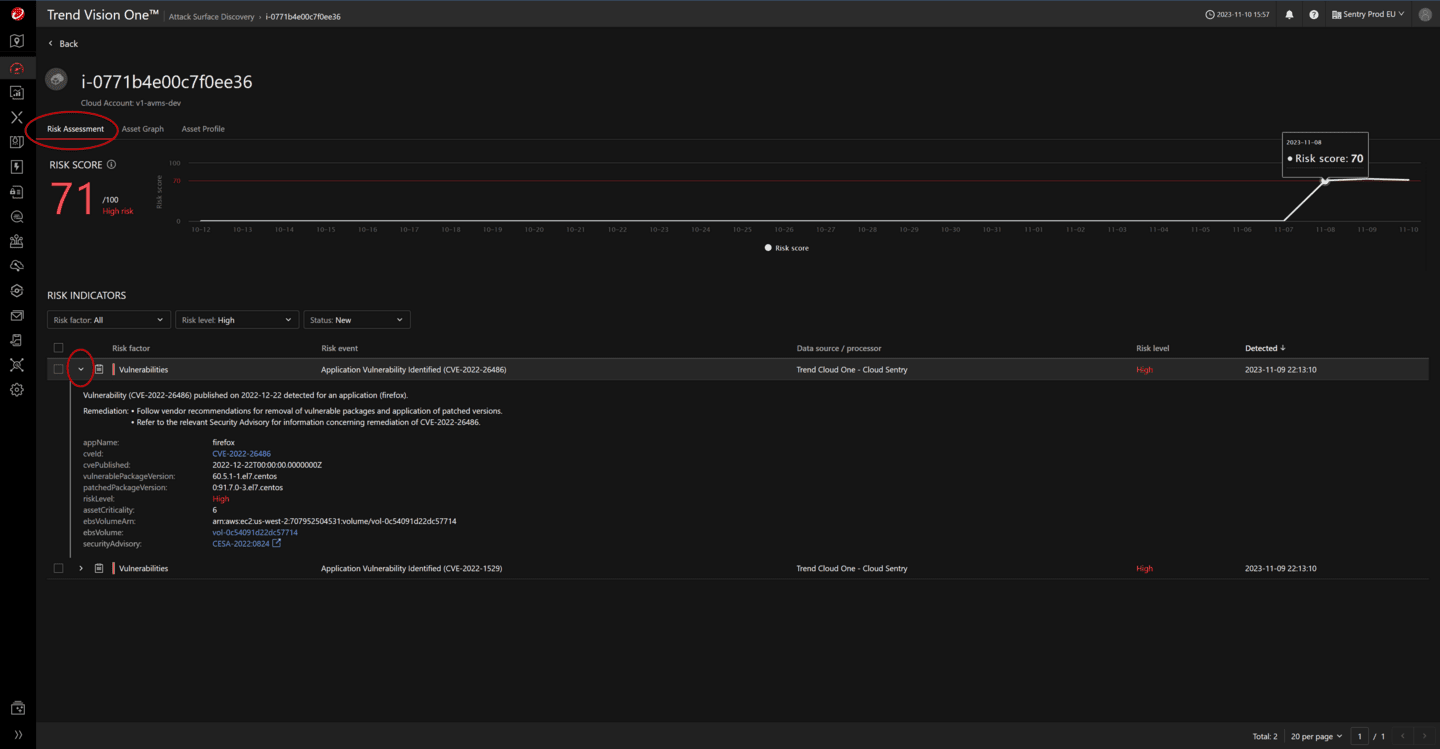 Trend Vision One™ | Attack Surface Discovery › i-0771b4e00c7f0ee36
2023-11-10 15:57
Sentry Prod EU
Back
i-0771b4e00c7f0ee36
Cloud Account: v1-avms-dev
Risk Assessment Asset Graph Asset Profile
RISK SCORE
71 /100
High risk
Risk score
100
70
0
2023-11-08
Risk score: 70
10-12 10-13 10-14 10-15 10-16 10-17 10-18 10-19 10-20 10-21 10-22 10-23 10-24 10-25 10-26 10-27 10-28 10-29 10-30 10-31 11-01 11-02 11-03 11-04 11-05 11-06 11-07 11-08 11-09 11-10
Risk score
RISK INDICATORS
Risk factor: All Risk level: High Status: New
Risk factor Risk event Data source / processor Risk level Detected ↓
Vulnerabilities Application Vulnerability Identified (CVE-2022-26486) Trend Cloud One - Cloud Sentry High 2023-11-09 22:13:10
Vulnerability (CVE-2022-26486) published on 2022-12-22 detected for an application (firefox).
Remediation: • Follow vendor recommendations for removal of vulnerable packages and application of patched versions.
• Refer to the relevant Security Advisory for information concerning remediation of CVE-2022-26486.
appName: firefox
cveId: CVE-2022-26486
cvePublished: 2022-12-22T00:00:00.0000000Z
vulnerablePackageVersion: 60.5.1-1.el7.centos
patchedPackageVersion: 0:91.7.0-3.el7.centos
riskLevel: High
assetCriticality: 6
ebsVolumeArn: arn:aws:ec2:us-west-2:707952504531:volume/vol-0c54091d22dc57714
ebsVolume: vol-0c54091d22dc57714
securityAdvisory: CESA-2022:0824
Vulnerabilities Application Vulnerability Identified (CVE-2022-1529) Trend Cloud One - Cloud Sentry High 2023-11-09 22:13:10
Total: 2 20 per page 1 / 1